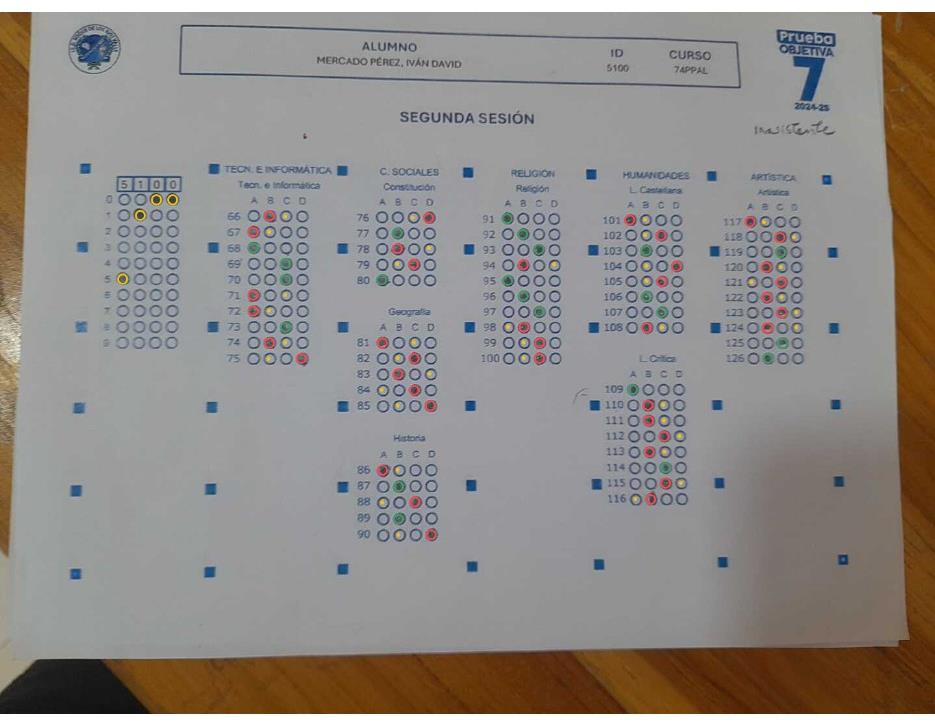 ALUMNO
MERCADO PÉREZ, IVÁN DAVID
ID
5100
CURSO
74PPAL
Prueba
OBJETIVA
7
2024-25
Inasistente
SEGUNDA SESIÓN
5 1 0 0
0
1
2
3
4
5
6
7
8
9
TECN. E INFORMÁTICA
Tecn. e Informática
A B C D
66
67
68
69
70
71
72
73
74
75
C. SOCIALES
Constitución
A B C D
76
77
78
79
80
Geografía
A B C D
81
82
83
84
85
Historia
A B C D
86
87
88
89
90
RELIGIÓN
Religión
A B C D
91
92
93
94
95
96
97
98
99
100
HUMANIDADES
L. Castellana
A B C D
101
102
103
104
105
106
107
108
L. Crítica
A B C D
109
110
111
112
113
114
115
116
ARTÍSTICA
Artística
A B C D
117
118
119
120
121
122
123
124
125
126